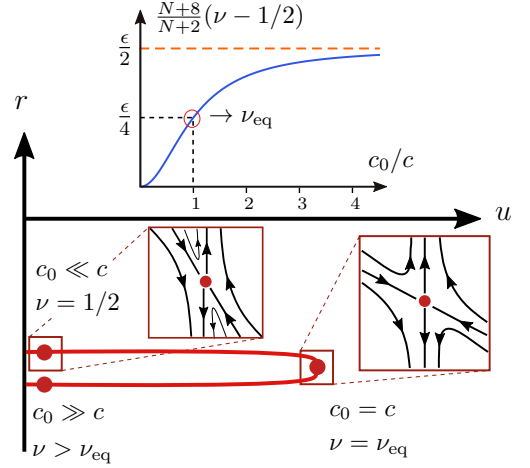 N+8/N+2 (ν − 1/2)
ϵ/2
ϵ/4
→ ν_eq
c_0/c
1 2 3 4
r
u
c_0 ≪ c
ν = 1/2
c_0 ≫ c
ν > ν_eq
c_0 = c
ν = ν_eq